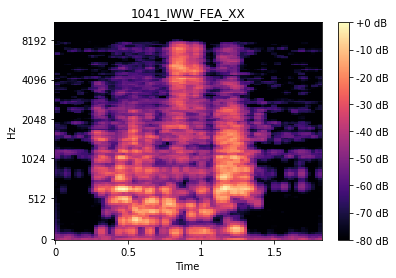 1041_IWW_FEA_XX
8192
4096
2048
1024
512
0
Hz
0
0.5
1
1.5
Time
+0 dB
-10 dB
-20 dB
-30 dB
-40 dB
-50 dB
-60 dB
-70 dB
-80 dB